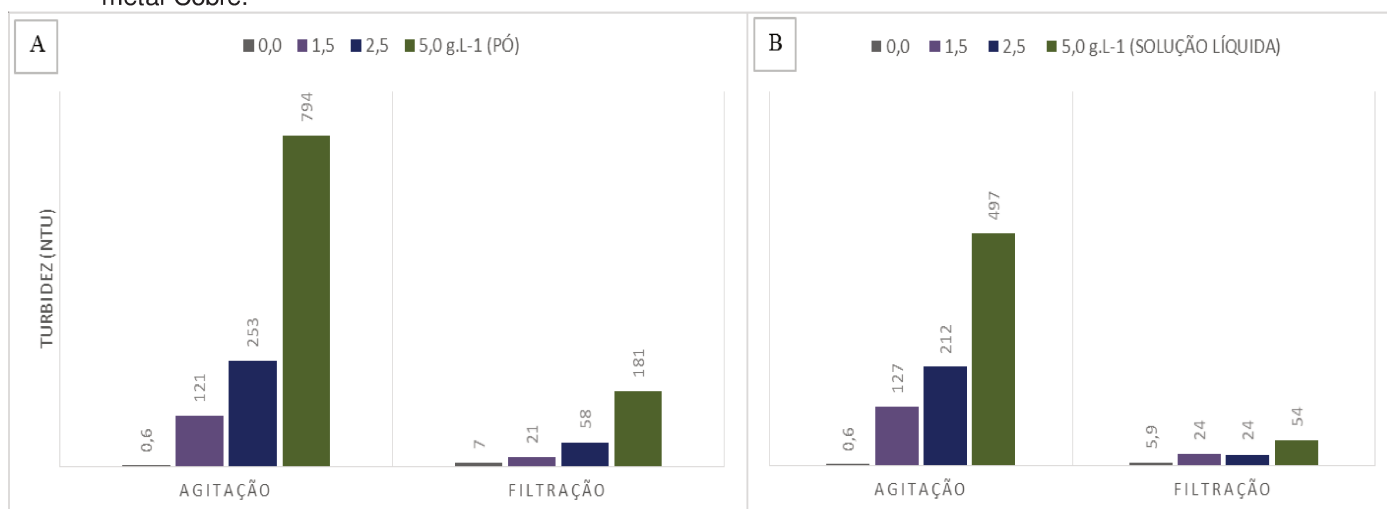 metal Cobre.
A
0,0 1,5 2,5 5,0 g.L-1 (PÓ)
TURBIDEZ (NTU)
0,6
121
253
794
7
21
58
181
AGITAÇÃO FILTRAÇÃO
B
0,0 1,5 2,5 5,0 g.L-1 (SOLUÇÃO LÍQUIDA)
0,6
127
212
497
5,9
24
24
54
AGITAÇÃO FILTRAÇÃO